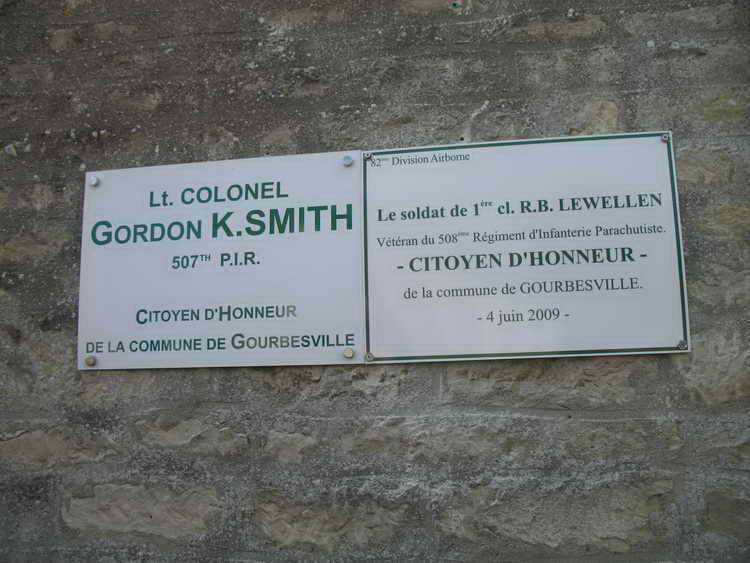 Lt. COLONEL
GORDON K.SMITH
507TH P.I.R.
CITOYEN D'HONNEUR
DE LA COMMUNE DE GOURBESVILLE
82ème Division Airborne
Le soldat de 1ère cl. R.B. LEWELLEN
Vétéran du 508ème Régiment d'Infanterie Parachutiste.
- CITOYEN D'HONNEUR -
de la commune de GOURBESVILLE.
- 4 juin 2009 -